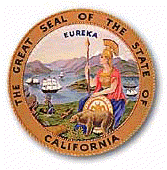 THE GREAT SEAL OF THE STATE OF
EUREKA
CALIFORNIA